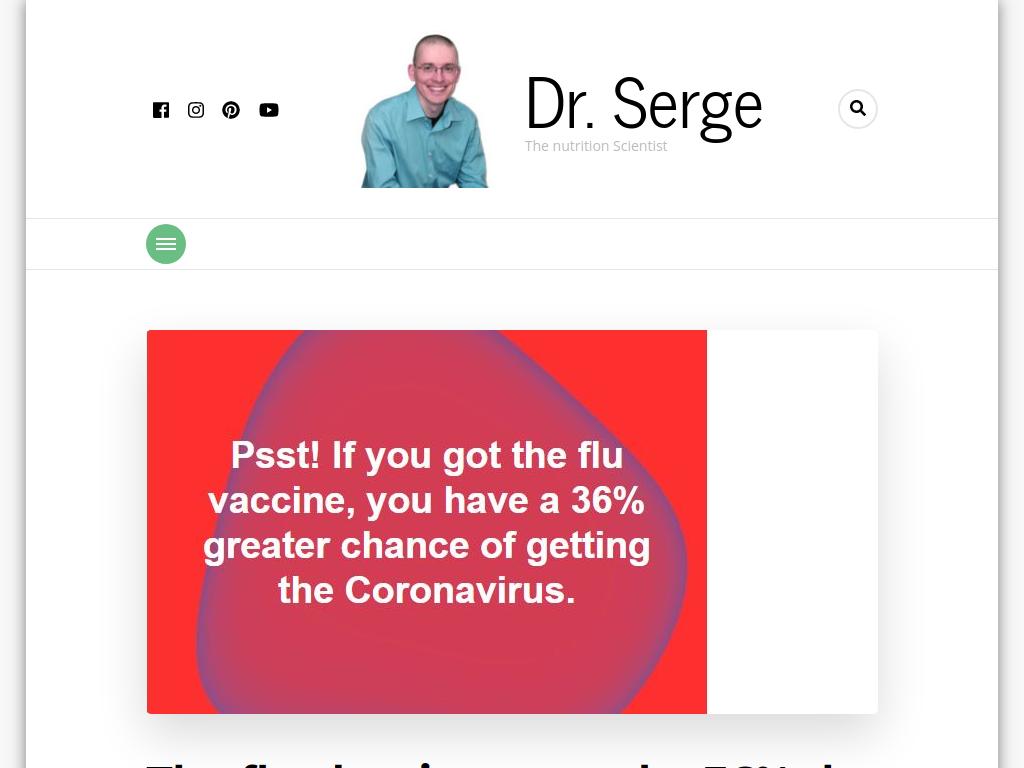 Dr. Serge
The nutrition Scientist
Psst! If you got the flu
vaccine, you have a 36%
greater chance of getting
the Coronavirus.